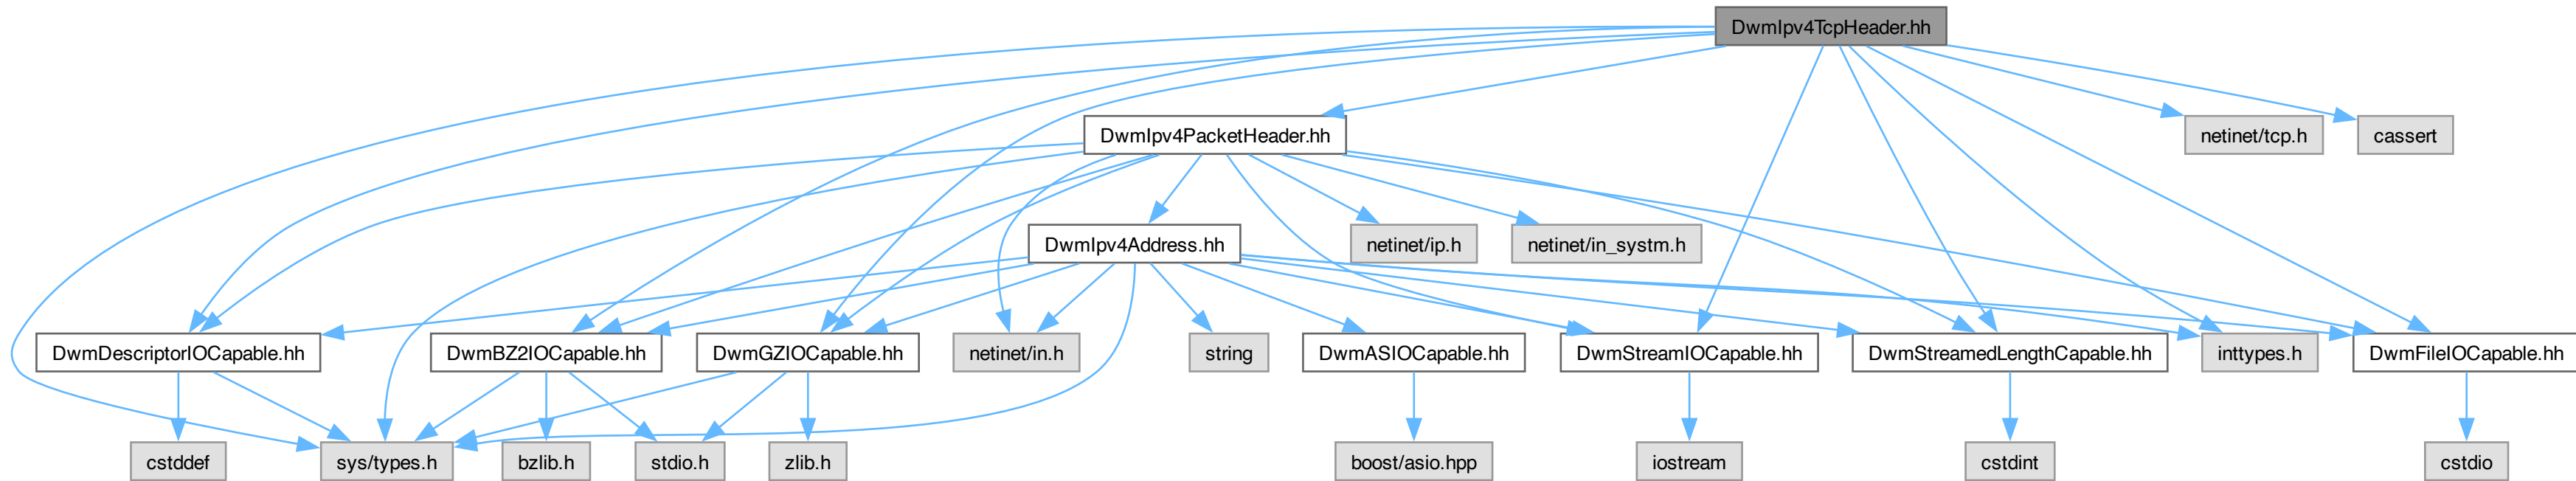 DwmIpv4TcpHeader.hh
DwmIpv4PacketHeader.hh
netinet/tcp.h
cassert
DwmIpv4Address.hh
netinet/ip.h
netinet/in_systm.h
DwmDescriptorIOCapable.hh
DwmBZ2IOCapable.hh
DwmGZIOCapable.hh
netinet/in.h
string
DwmASIOCapable.hh
DwmStreamIOCapable.hh
DwmStreamedLengthCapable.hh
inttypes.h
DwmFileIOCapable.hh
cstddef
sys/types.h
bzlib.h
stdio.h
zlib.h
boost/asio.hpp
iostream
cstdint
cstdio